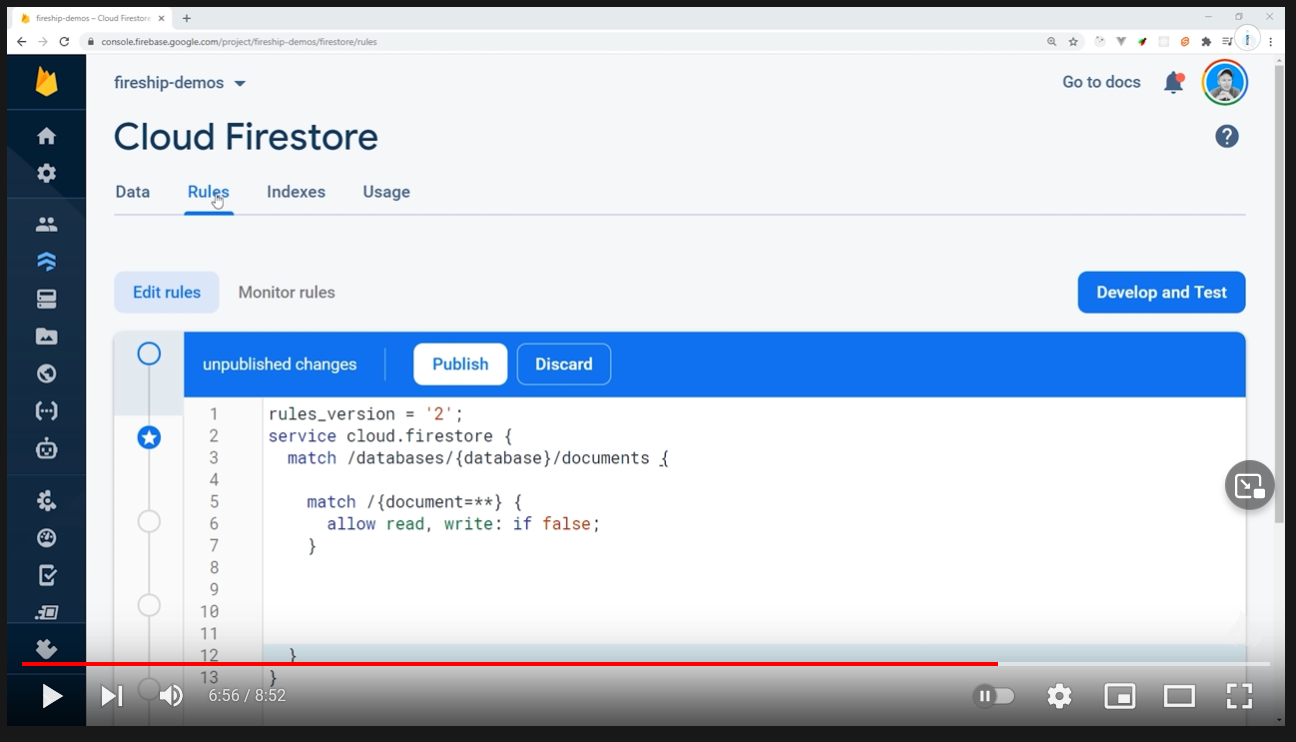 fireship-demos – Cloud Firestore
console.firebase.google.com/project/fireship-demos/firestore/rules
fireship-demos
Go to docs
Cloud Firestore
Data Rules Indexes Usage
Edit rules Monitor rules
Develop and Test
unpublished changes Publish Discard
1 rules_version = '2';
2 service cloud.firestore {
3 match /databases/{database}/documents {
4
5 match /{document=**} {
6 allow read, write: if false;
7 }
8
9
10
11
12 }
13 }
6:56 / 8:52